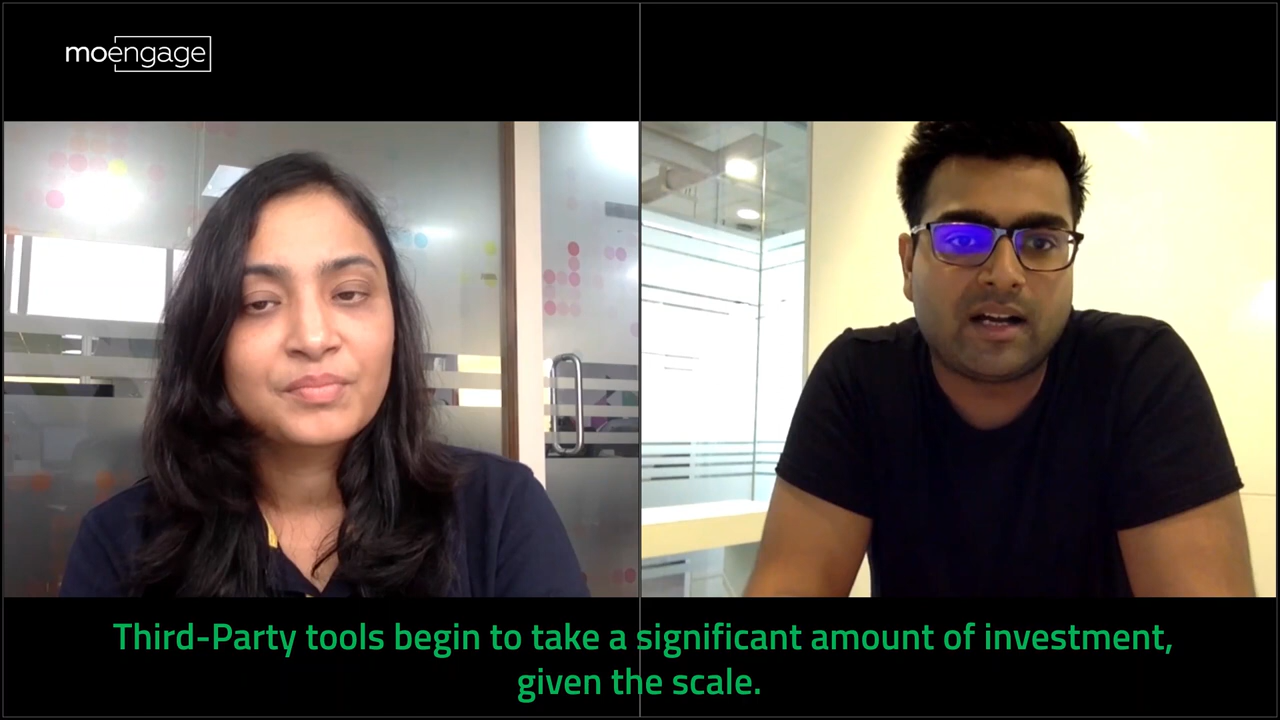 moengage
Third-Party tools begin to take a significant amount of investment,
given the scale.